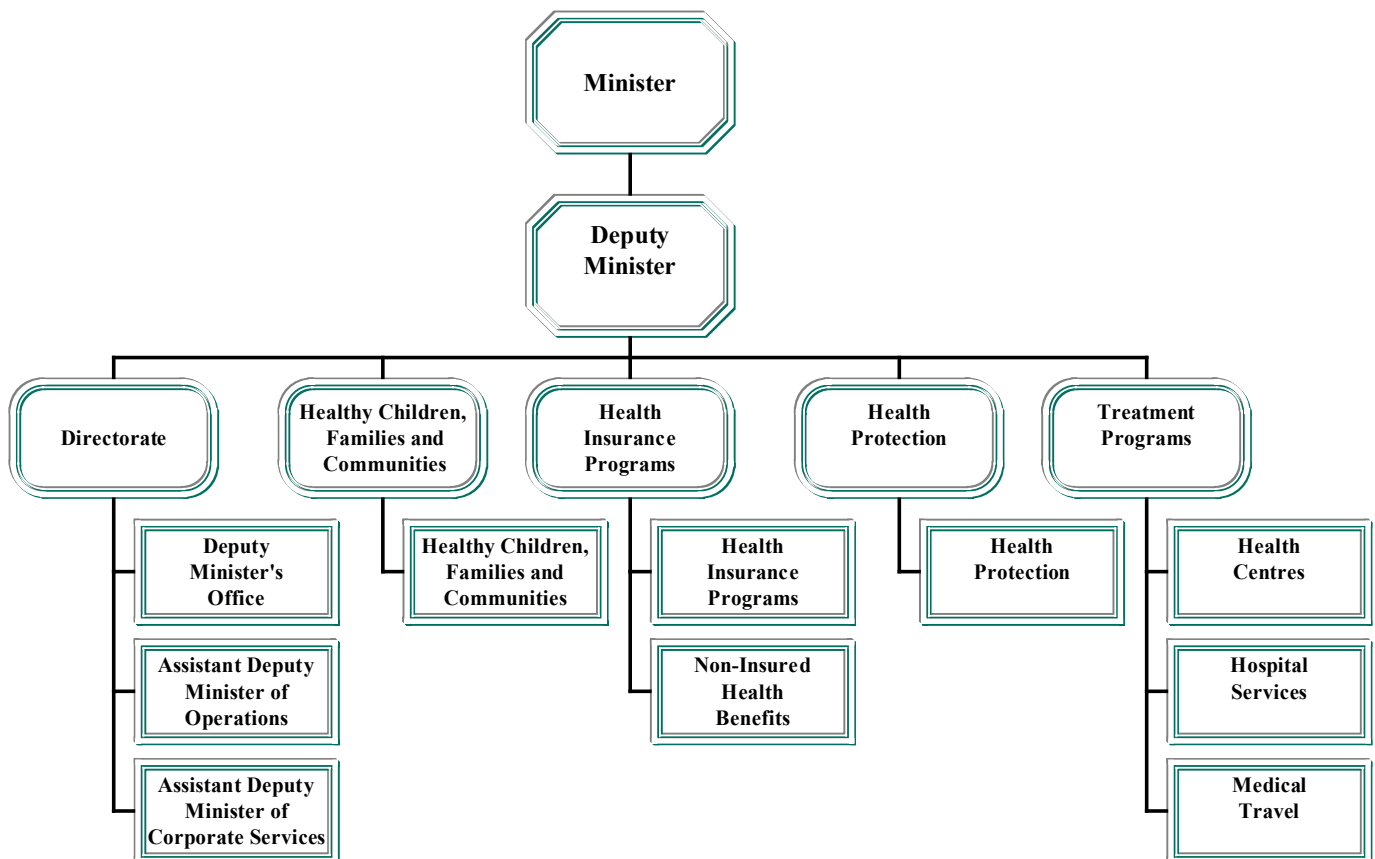 Minister
Deputy
Minister
Directorate
Healthy Children,
Families and
Communities
Health
Insurance
Programs
Health
Protection
Treatment
Programs
Deputy
Minister's
Office
Assistant Deputy
Minister of
Operations
Assistant Deputy
Minister of
Corporate Services
Healthy Children,
Families and
Communities
Health
Insurance
Programs
Non-Insured
Health
Benefits
Health
Protection
Health
Centres
Hospital
Services
Medical
Travel